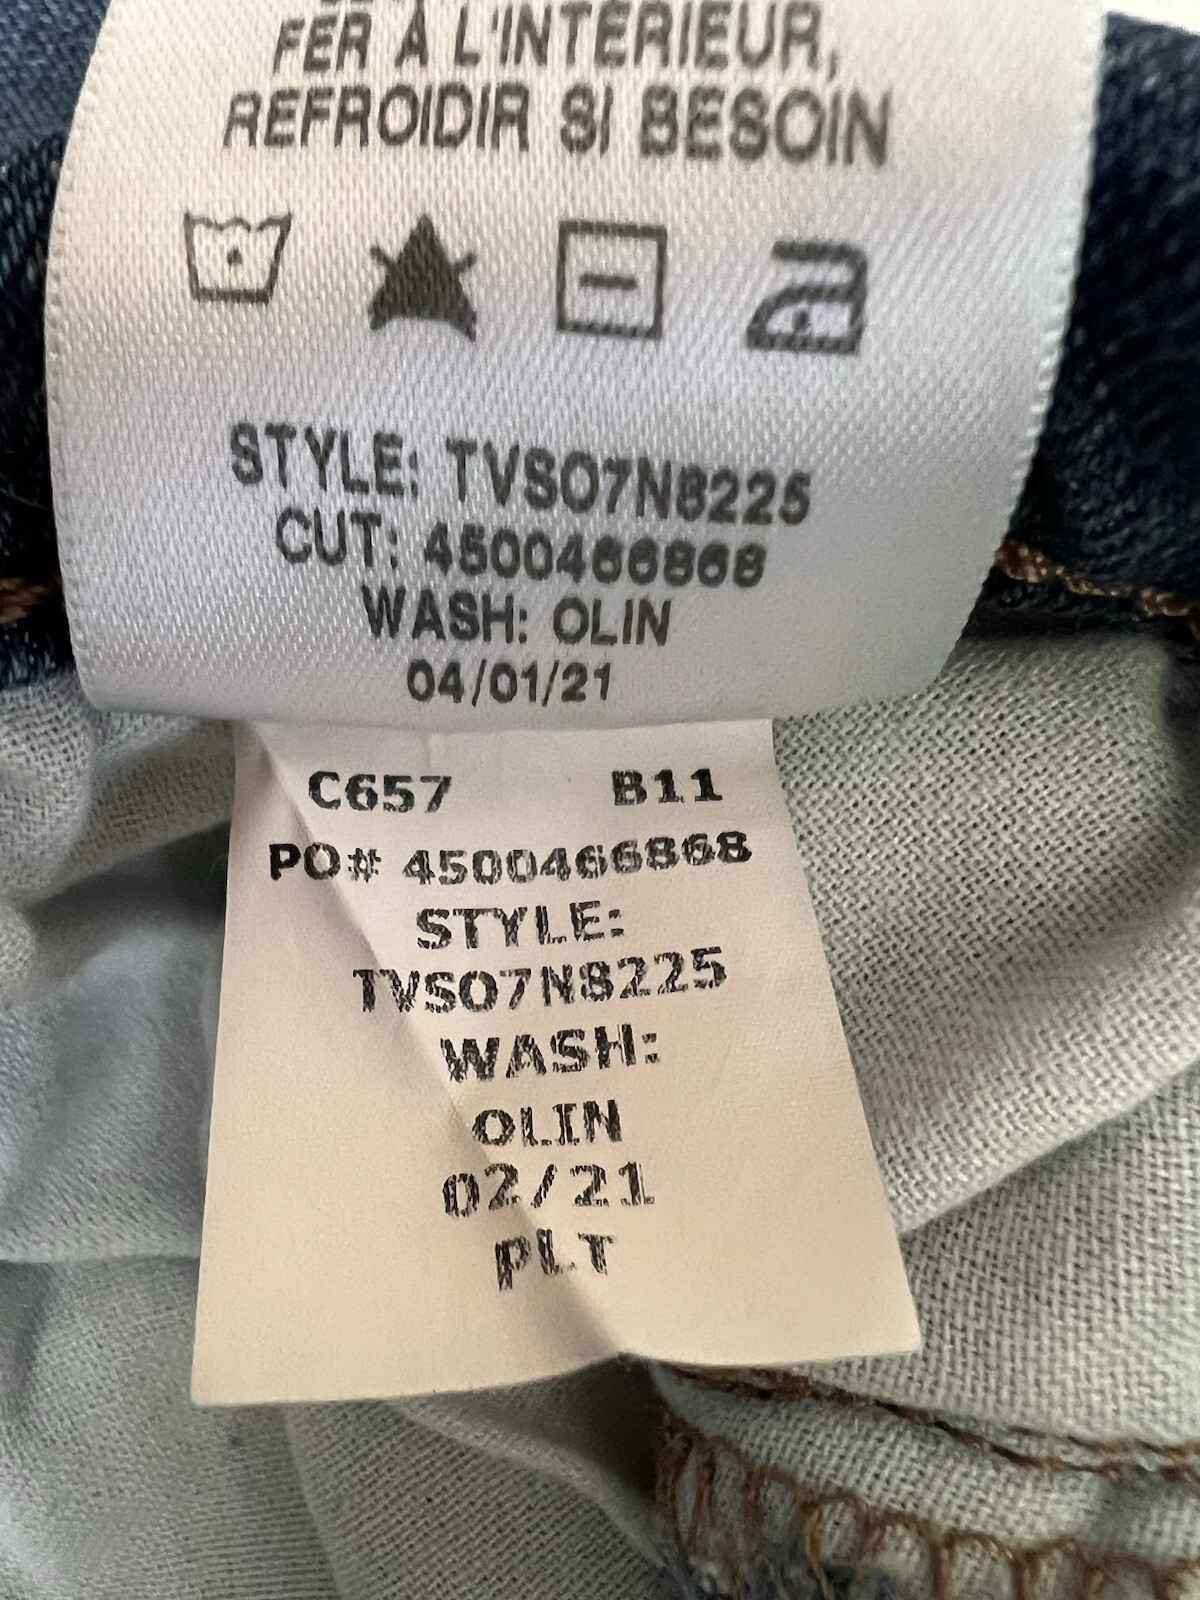 FER À L'INTÉRIEUR,
REFROIDIR SI BESOIN
STYLE: TVSO7N8225
CUT: 4500466868
WASH: OLIN
04/01/21
C657 B11
PO# 4500466868
STYLE:
TVSO7N8225
WASH:
OLIN
02/21
PLT